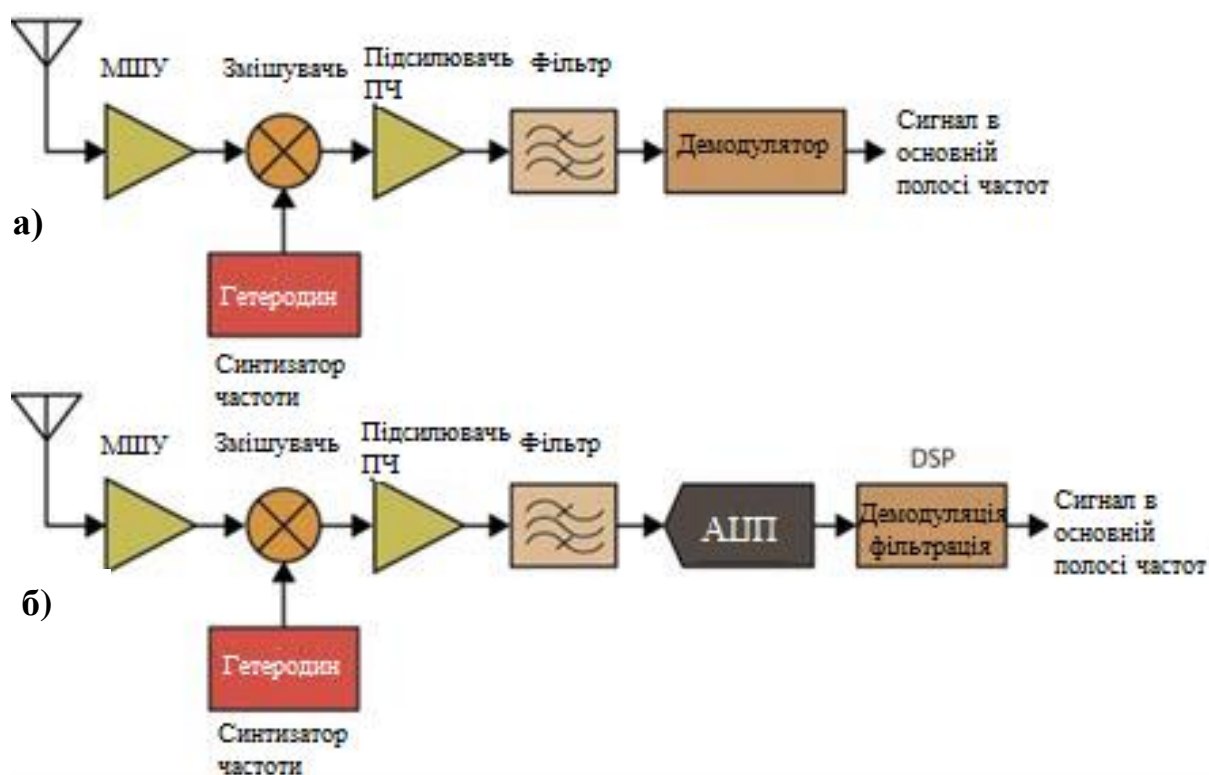 МШУ
Змішувач
Підсилювач
ПЧ
Фільтр
Демодулятор
Сигнал в
основній
полосі частот
а)
Гетеродин
Синтизатор
частоти
МШУ
Змішувач
Підсилювач
ПЧ
Фільтр
АЦП
DSP
Демодуляція
фільтрація
Сигнал в
основній
полосі частот
б)
Гетеродин
Синтизатор
частоти